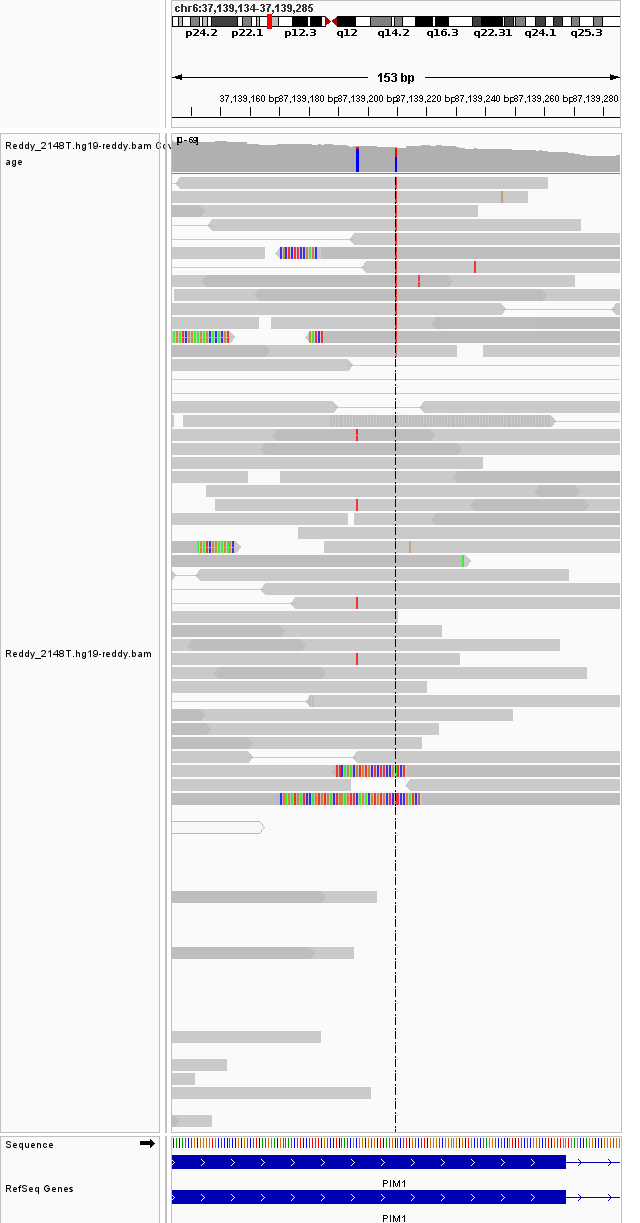 chr6:37,139,134-37,139,285
p24.2 p22.1 p12.3 q12 q14.2 q16.3 q22.31 q24.1 q25.3
153 bp
37,139,160 bp 37,139,180 bp 37,139,200 bp 37,139,220 bp 37,139,240 bp 37,139,260 bp 37,139,280
Reddy_2148T.hg19-reddy.bam
age
Reddy_2148T.hg19-reddy.bam
Sequence
PIM1
RefSeq Genes
PIM1